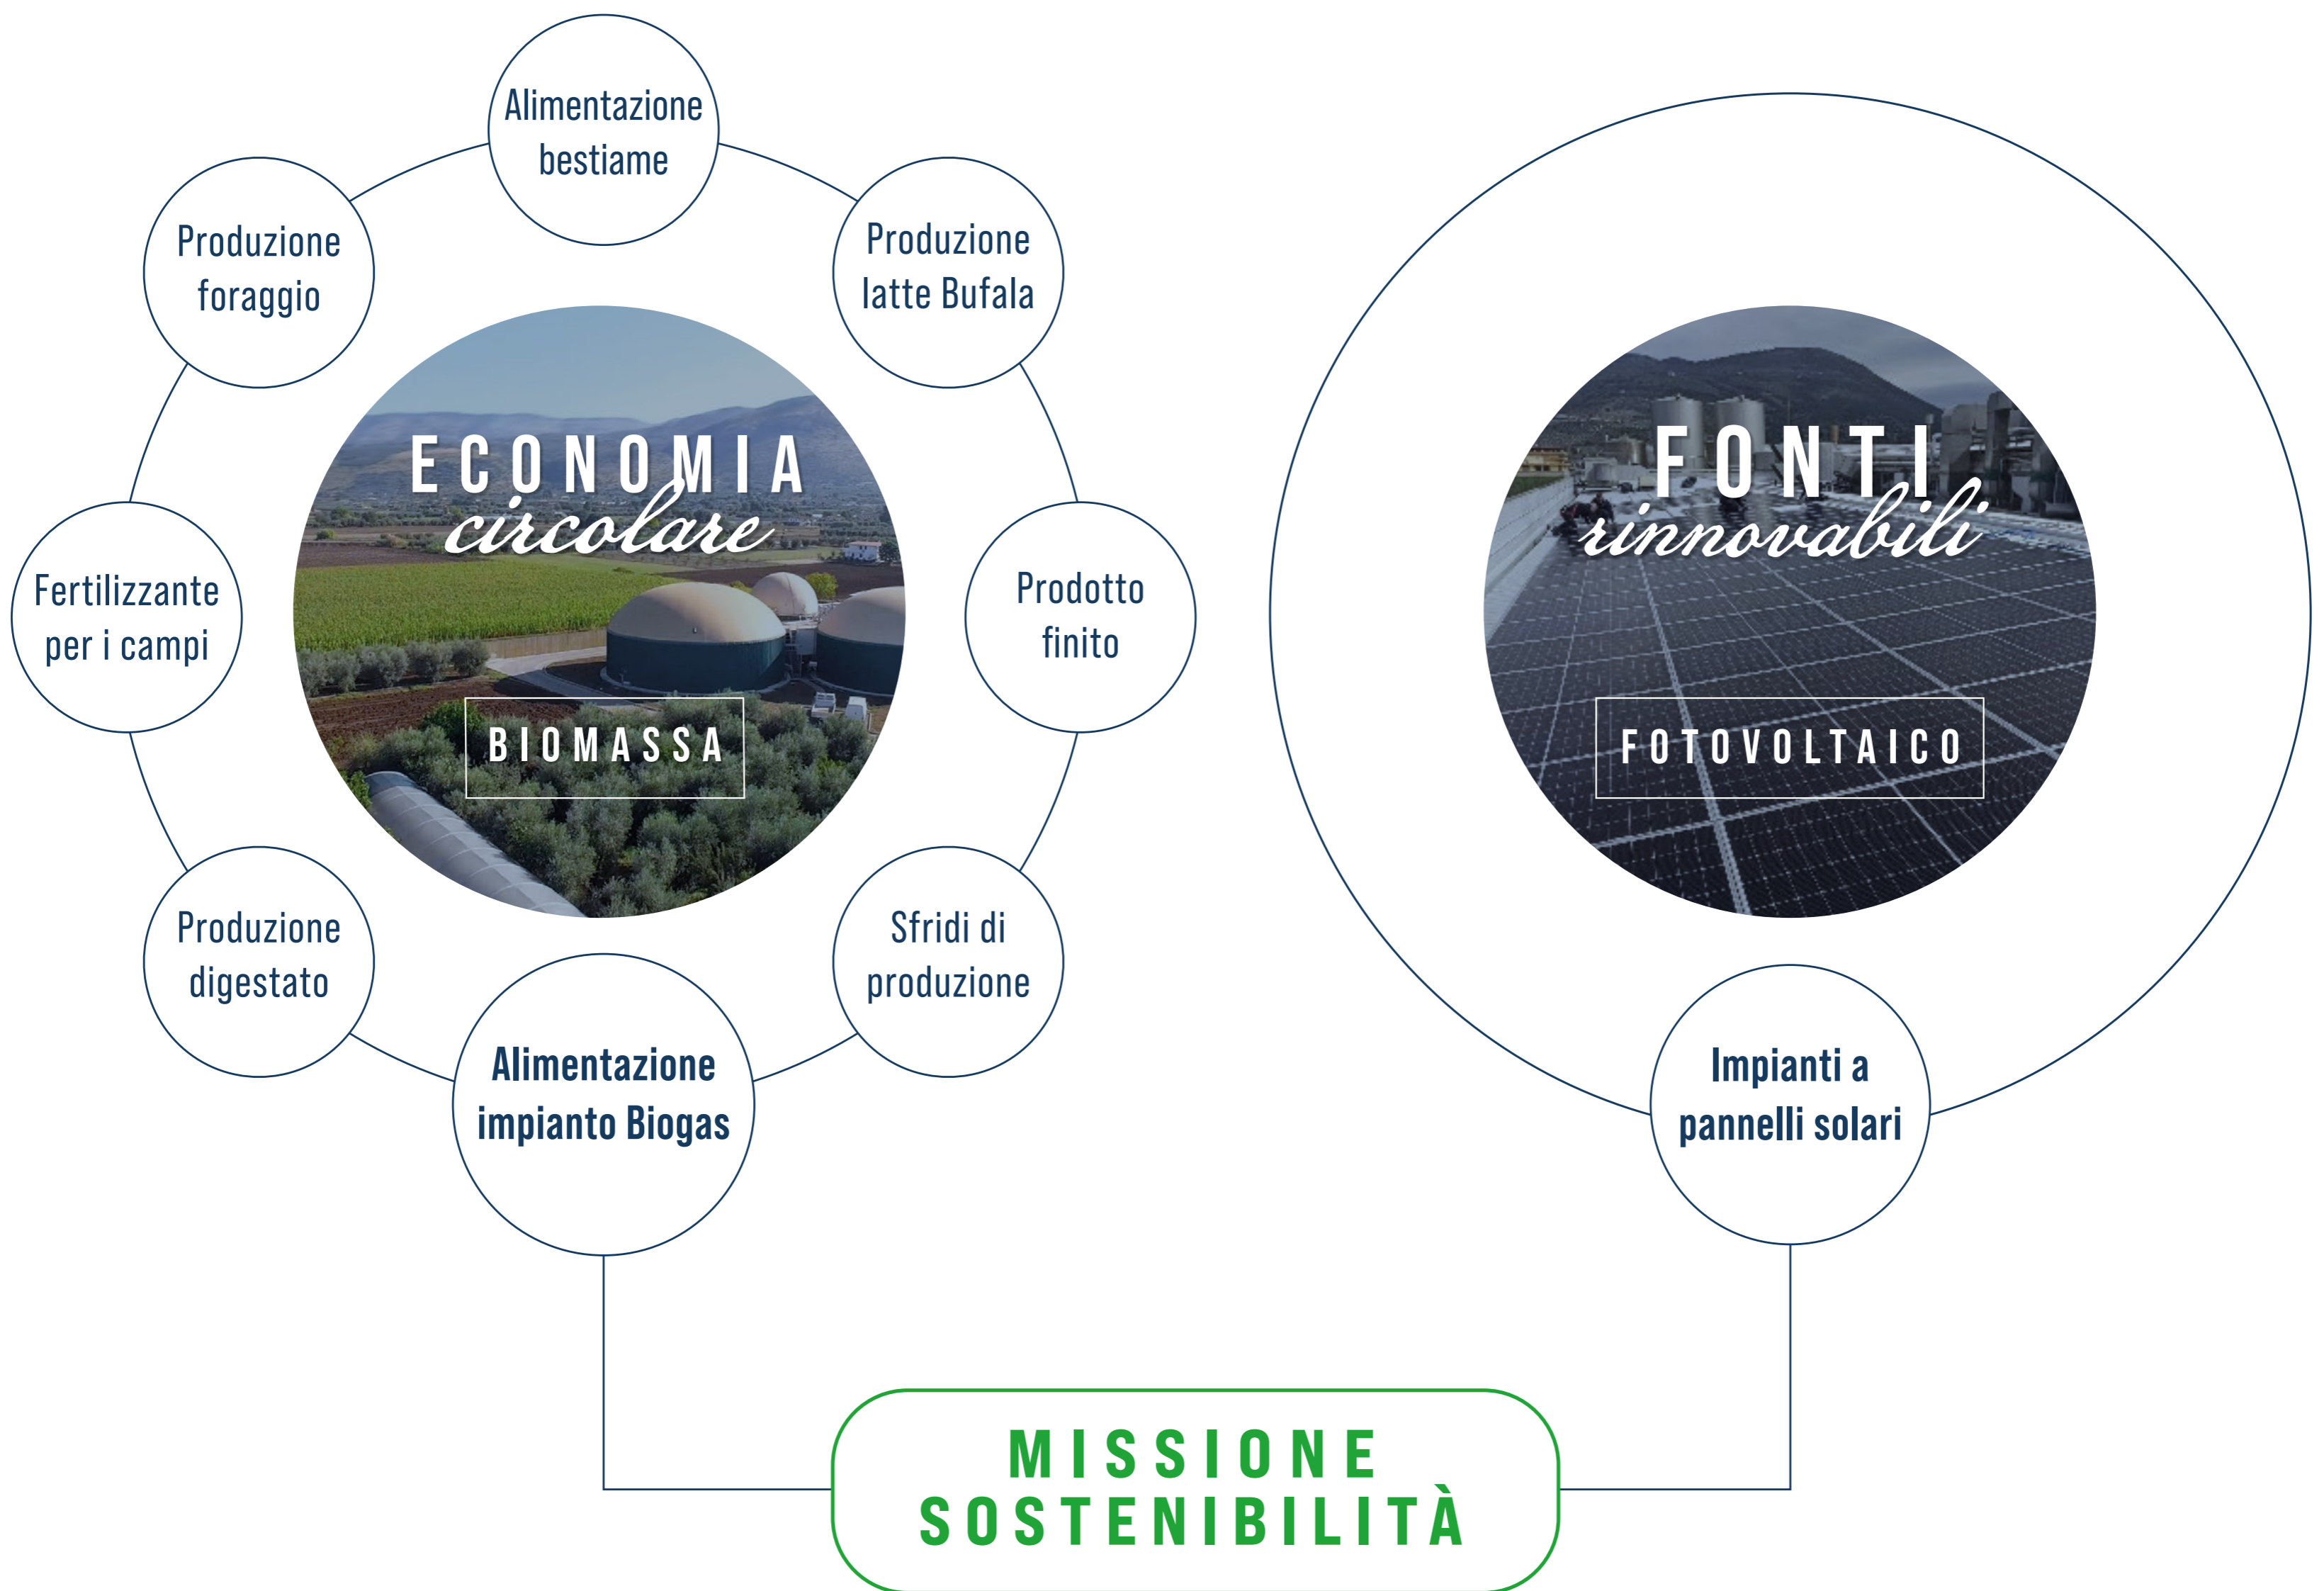 Alimentazione
bestiame
Produzione
latte Bufala
Prodotto
finito
Sfridi di
produzione
Alimentazione
impianto Biogas
Produzione
digestato
Fertilizzante
per i campi
Produzione
foraggio
ECONOMIA
circolare
BIOMASSA
FONTI
rinnovabili
FOTOVOLTAICO
Impianti a
pannelli solari
MISSIONE
SOSTENIBILITÀ